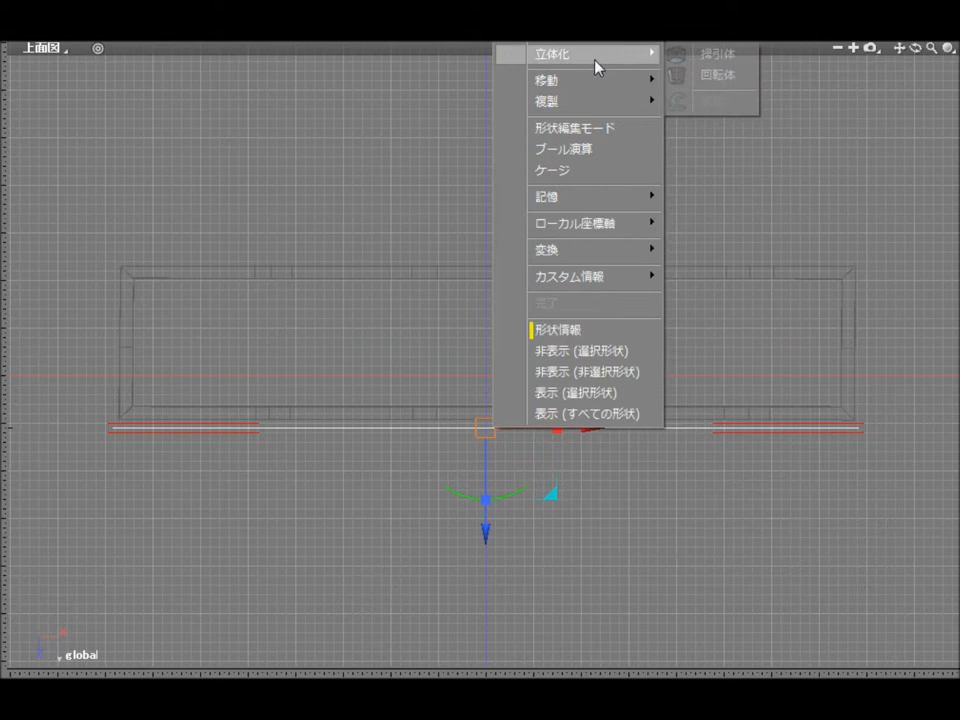 上面図
立体化
掃引体
回転体
移動
複製
形状編集モード
ブール演算
ケージ
記憶
ローカル座標軸
変換
カスタム情報
完了
形状情報
非表示 (選択形状)
非表示 (非選択形状)
表示 (選択形状)
表示 (すべての形状)
x
z
y global